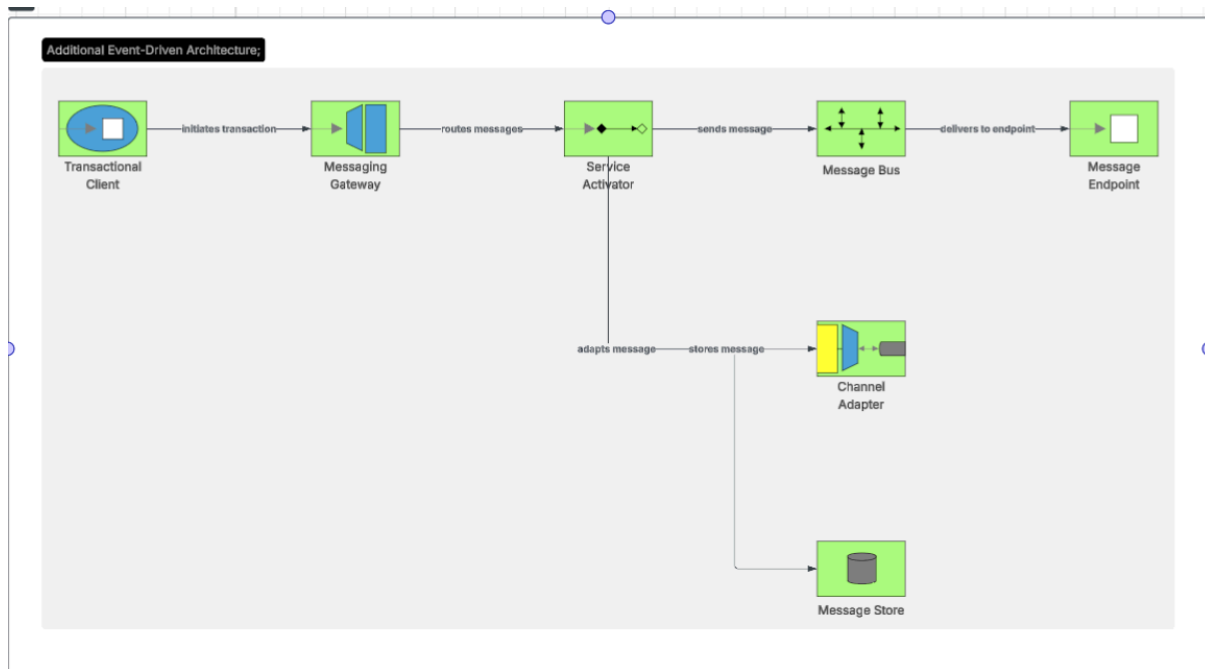 Additional Event-Driven Architecture;
initiates transaction
routes messages
sends message
delivers to endpoint
Transactional
Client
Messaging
Gateway
Service
Activator
Message Bus
Message
Endpoint
adapts message
stores message
Channel
Adapter
Message Store